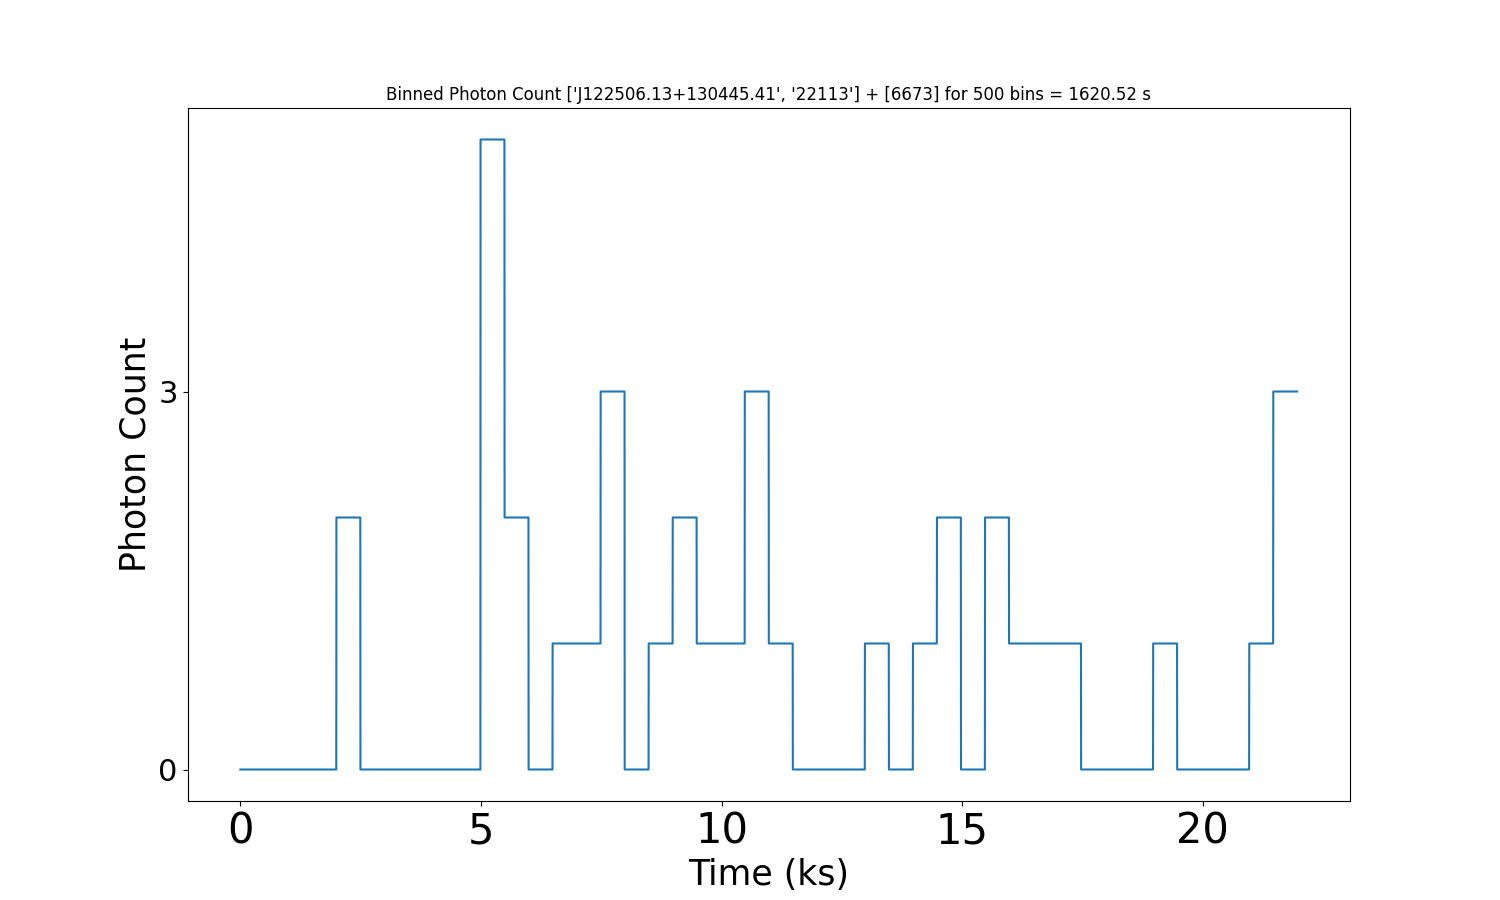 Binned Photon Count ['J122506.13+130445.41', '22113'] + [6673] for 500 bins = 1620.52 s
Photon Count
3
0
0 5 10 15 20
Time (ks)